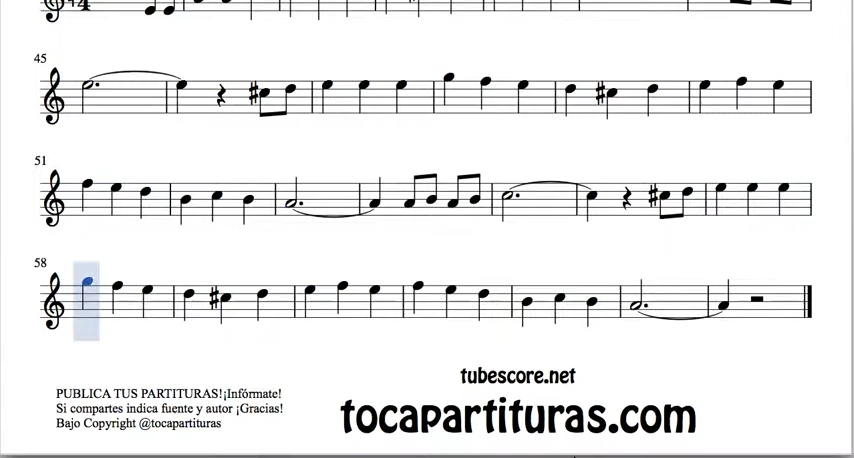 4
45
51
58
tubescore.net
PUBLICA TUS PARTITURAS!¡Infórmate!
Si compartes indica fuente y autor ¡Gracias!
Bajo Copyright @tocapartituras
tocapartituras.com